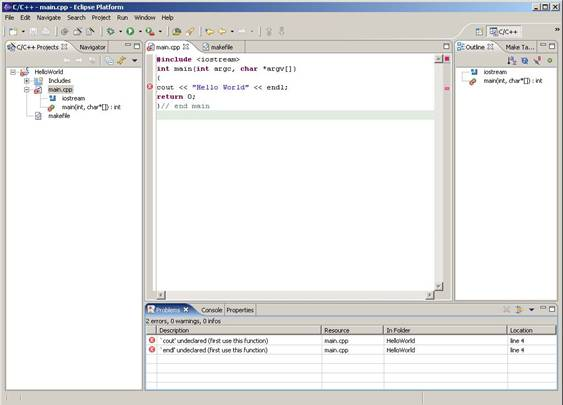 C/C++ - main.cpp - Eclipse Platform
File Edit Navigate Search Project Run Window Help
C/C++
C/C++ Projects Navigator
HelloWorld
Includes
main.cpp
iostream
main(int, char*[]) : int
makefile
main.cpp makefile
#include <iostream>
int main(int argc, char *argv[])
{
cout << "Hello World" << endl;
return 0;
}// end main
Outline Make Ta...
iostream
main(int, char*[]) : int
Problems Console Properties
2 errors, 0 warnings, 0 infos
Description Resource In Folder Location
`cout' undeclared (first use this function) main.cpp HelloWorld line 4
`endl' undeclared (first use this function) main.cpp HelloWorld line 4